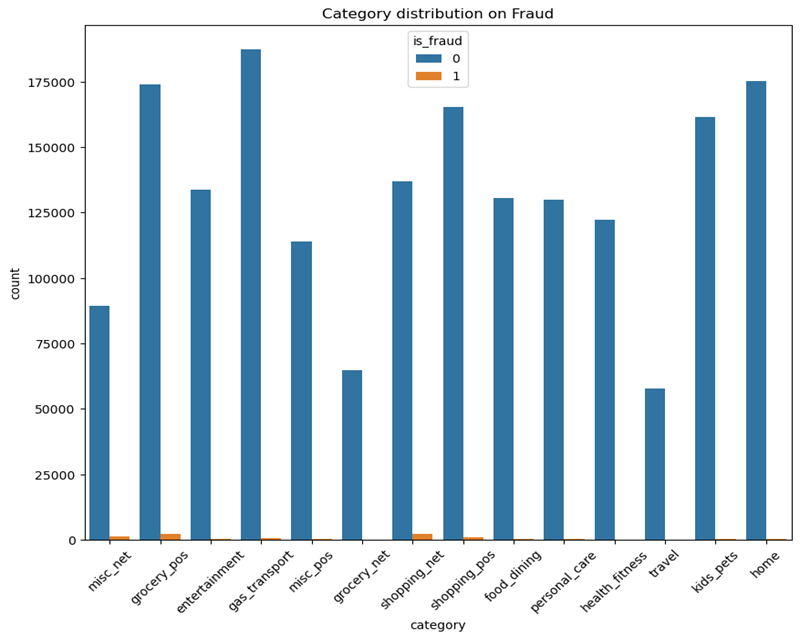 Category distribution on Fraud
is_fraud
0
1
175000
150000
125000
100000
75000
50000
25000
0
count
misc_net
grocery_pos
entertainment
gas_transport
misc_pos
grocery_net
shopping_net
shopping_pos
food_dining
personal_care
health_fitness
travel
kids_pets
home
category